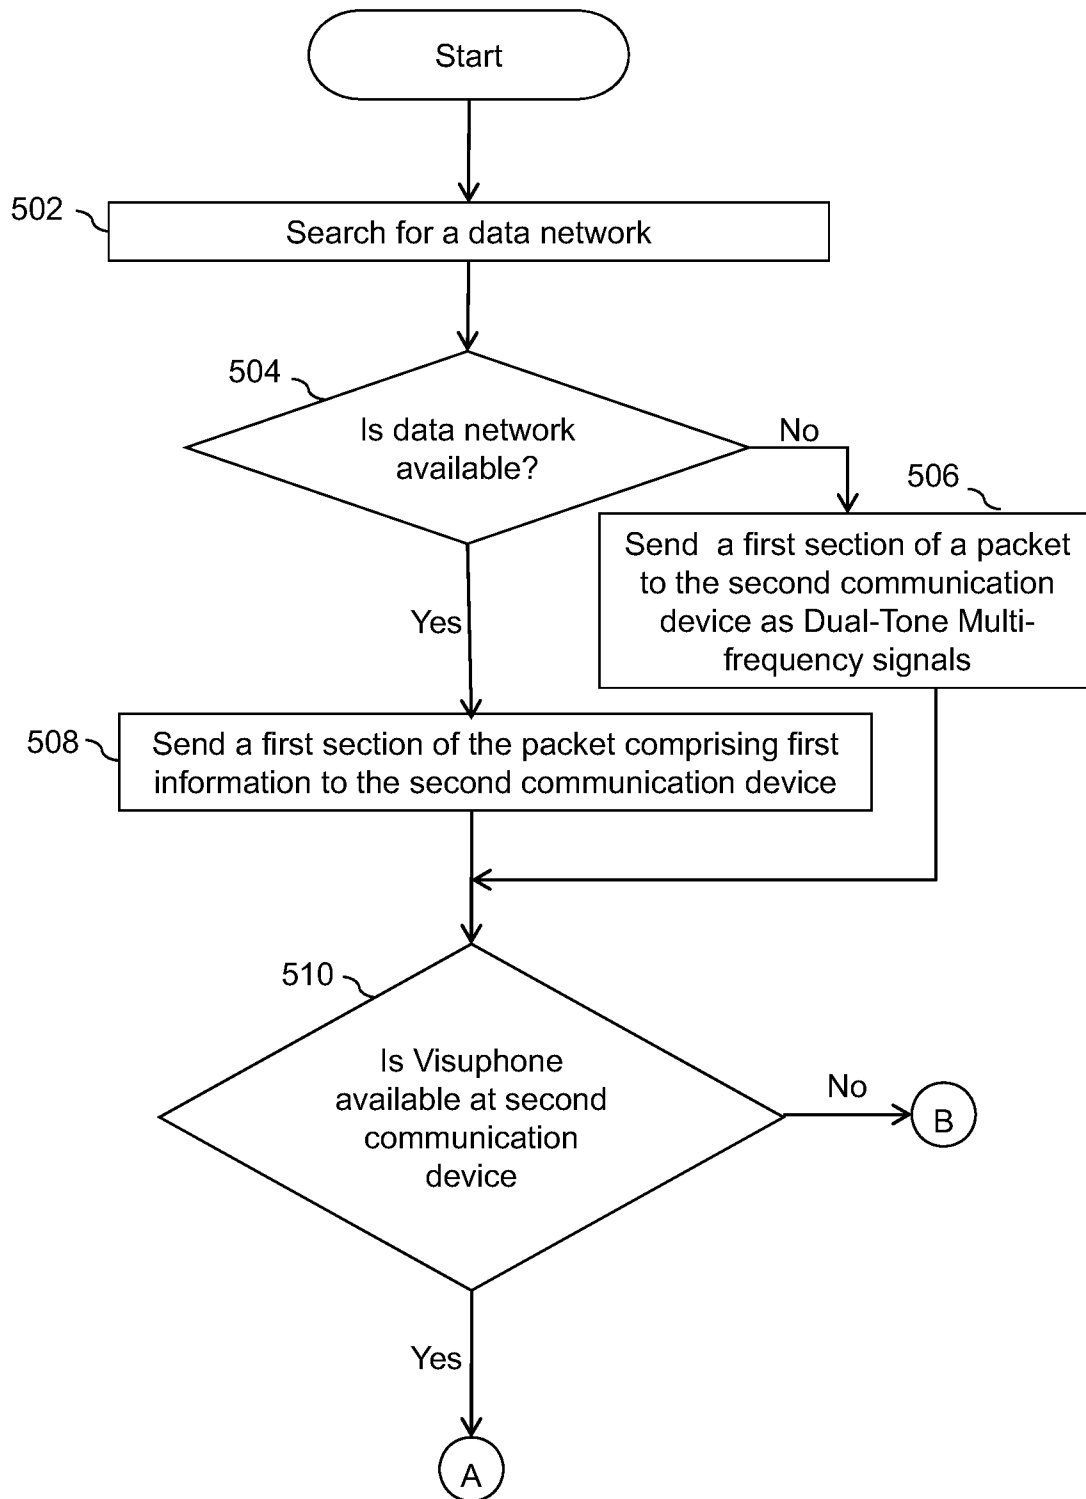 Start
502
Search for a data network
504
Is data network
available?
No
506
Send a first section of a packet
to the second communication
device as Dual-Tone Multi-
frequency signals
Yes
508
Send a first section of the packet comprising first
information to the second communication device
510
Is Visuphone
available at second
communication
device
No
B
Yes
A